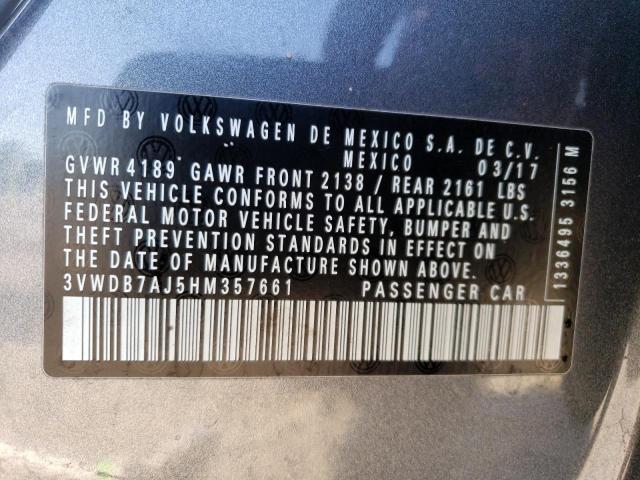 MFD BY VOLKSWAGEN DE MEXICO S.A. DE C.V.
MEXICO 03/17
GVWR 4189 GAWR FRONT 2138 / REAR 2161 LBS
THIS VEHICLE CONFORMS TO ALL APPLICABLE U.S.
FEDERAL MOTOR VEHICLE SAFETY, BUMPER AND
THEFT PREVENTION STANDARDS IN EFFECT ON
THE DATE OF MANUFACTURE SHOWN ABOVE.
3VWDB7AJ5HM357661 PASSENGER CAR
1336495 3156 M